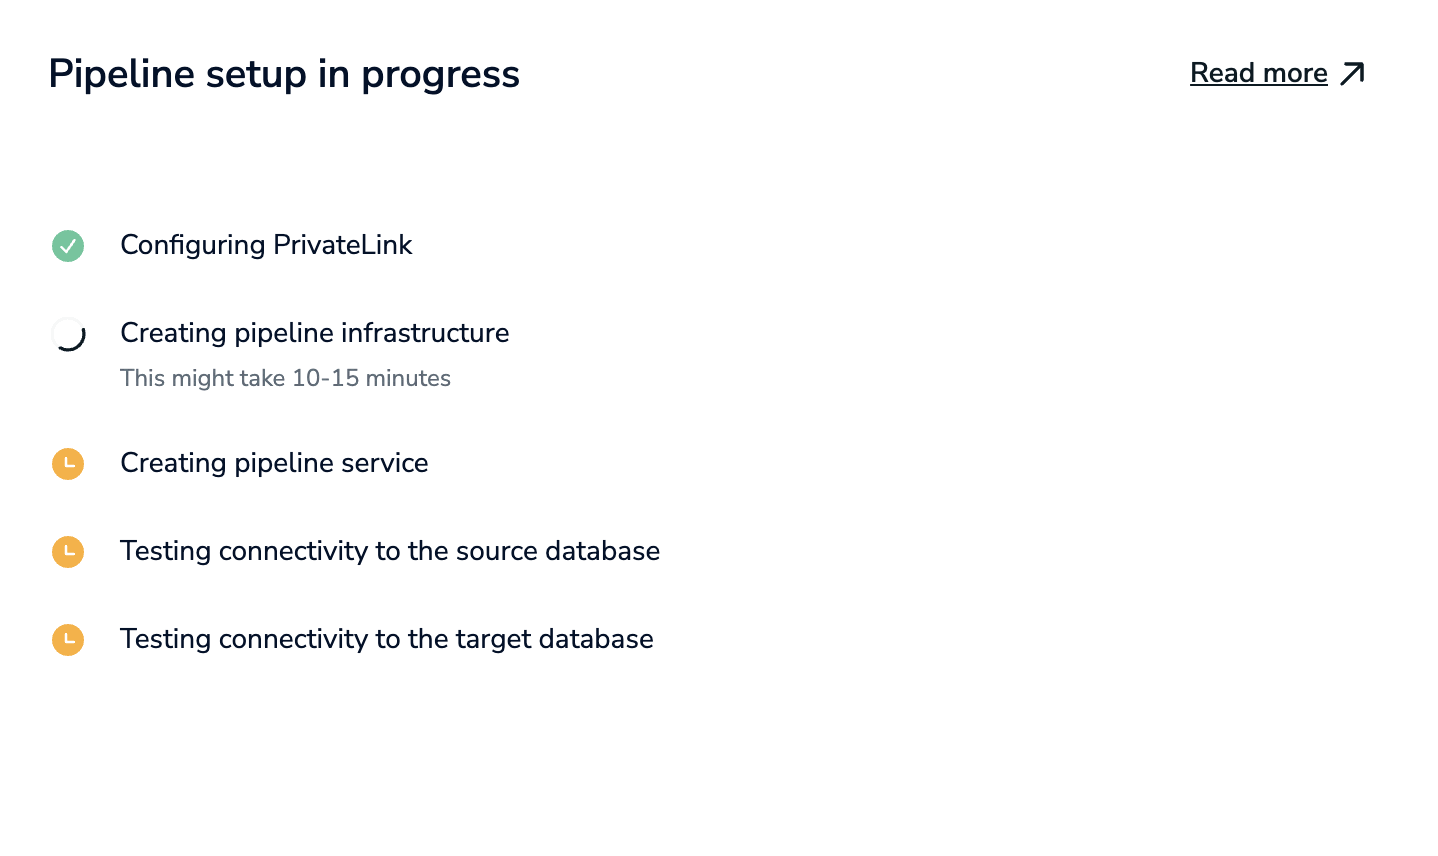 Pipeline setup in progress
Read more
Configuring PrivateLink
Creating pipeline infrastructure
This might take 10-15 minutes
Creating pipeline service
Testing connectivity to the source database
Testing connectivity to the target database